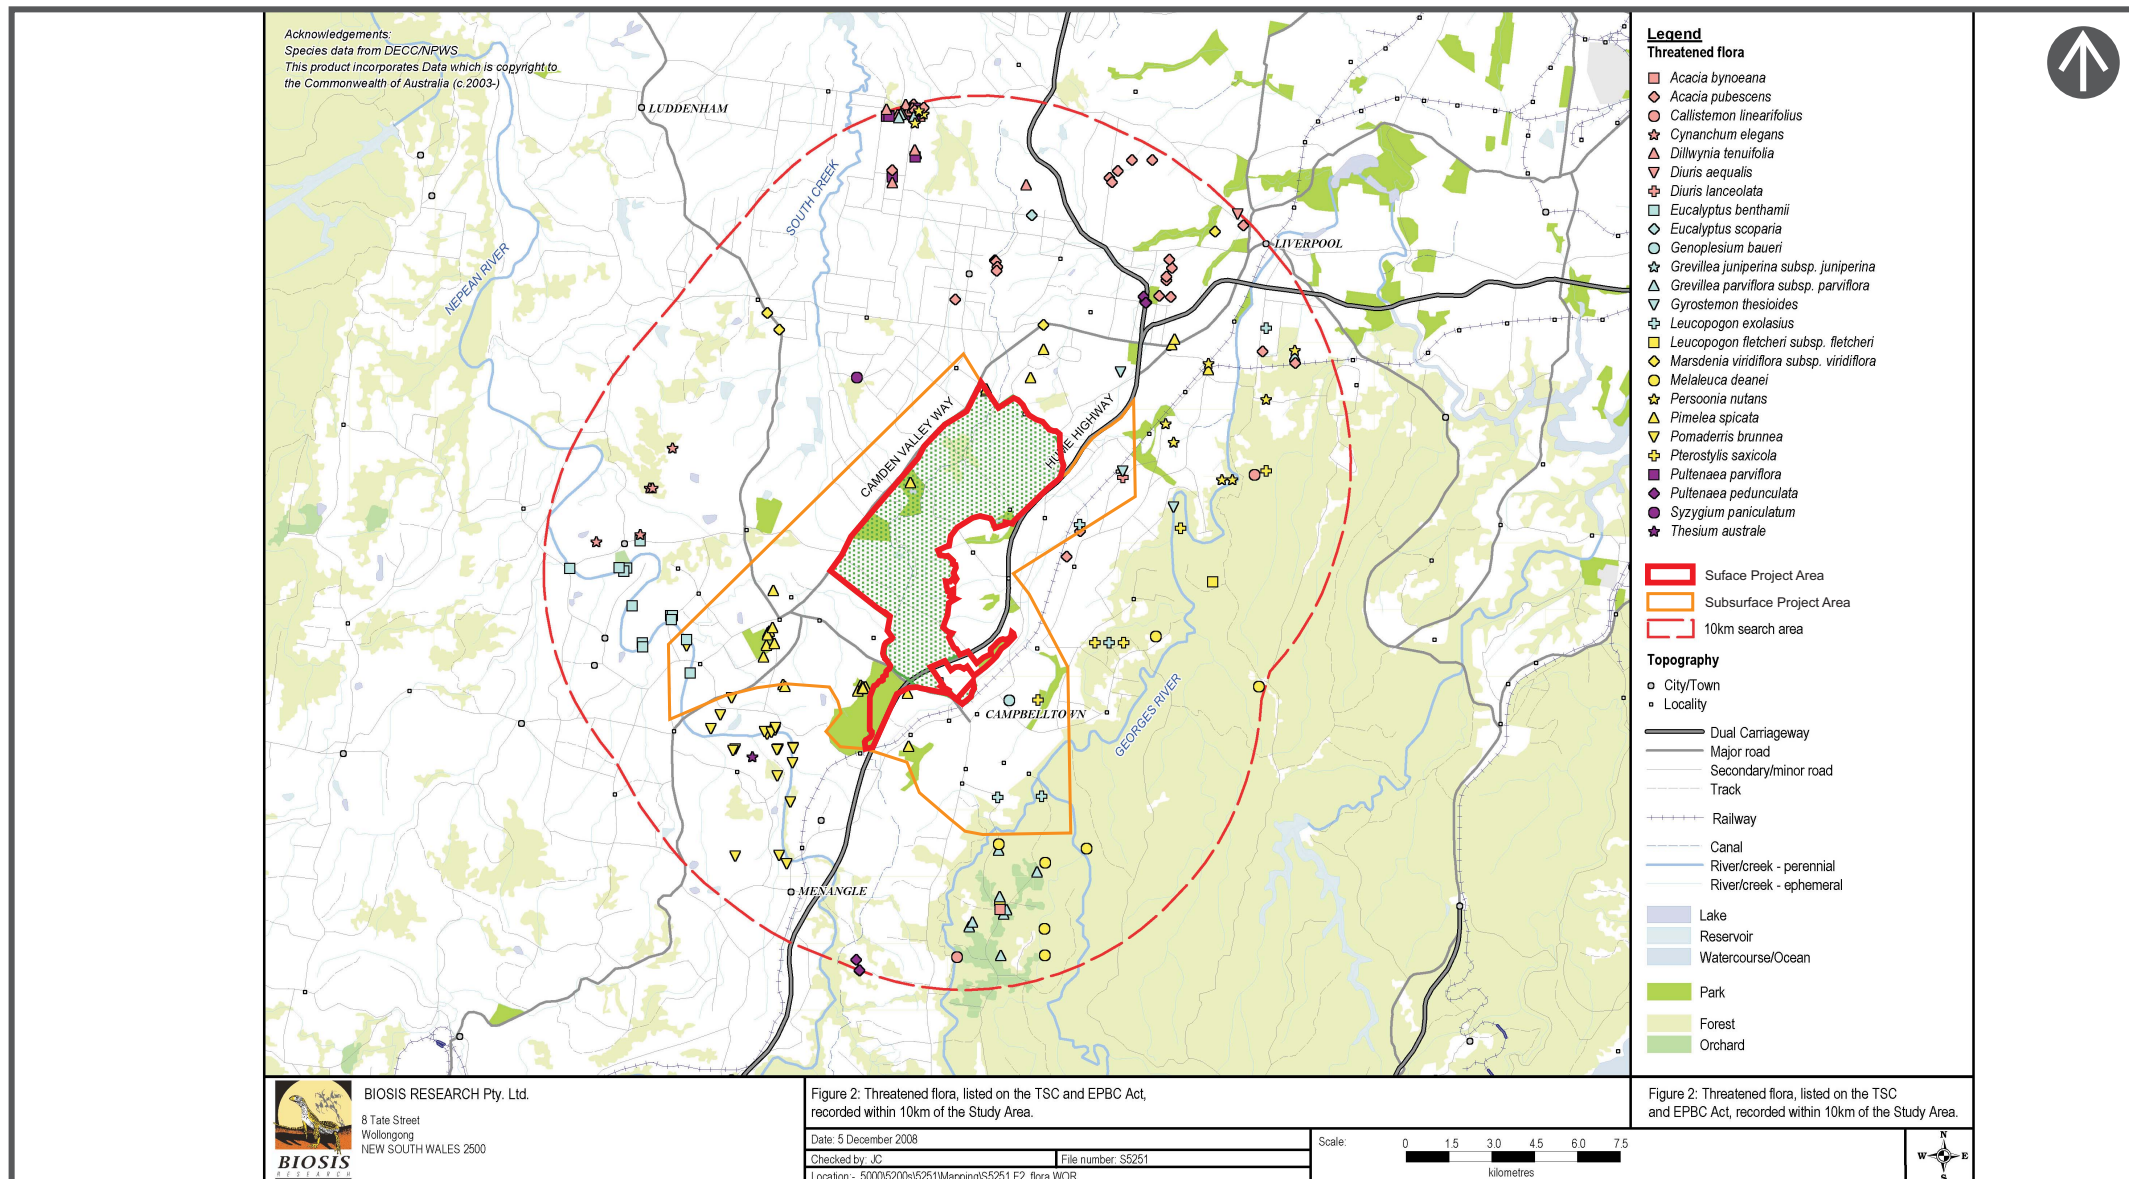 Acknowledgements:
Species data from DECC/NPWS
This product incorporates Data which is copyright to
the Commonwealth of Australia (c.2003-)
LUDDENHAM
SOUTH CREEK
NEPEAN RIVER
LIVERPOOL
CAMDEN VALLEY WAY
HUME HIGHWAY
CAMPBELLTOWN
GEORGES RIVER
MENANGLE
Legend
Threatened flora
Acacia bynoeana
Acacia pubescens
Callistemon linearifolius
Cynanchum elegans
Dillwynia tenuifolia
Diuris aequalis
Diuris lanceolata
Eucalyptus benthamii
Eucalyptus scoparia
Genoplesium baueri
Grevillea juniperina subsp. juniperina
Grevillea parviflora subsp. parviflora
Gyrostemon thesioides
Leucopogon exolasius
Leucopogon fletcheri subsp. fletcheri
Marsdenia viridiflora subsp. viridiflora
Melaleuca deanei
Persoonia nutans
Pimelea spicata
Pomaderris brunnea
Pterostylis saxicola
Pultenaea parviflora
Pultenaea pedunculata
Syzygium paniculatum
Thesium australe
Suface Project Area
Subsurface Project Area
10km search area
Topography
City/Town
Locality
Dual Carriageway
Major road
Secondary/minor road
Track
Railway
Canal
River/creek - perennial
River/creek - ephemeral
Lake
Reservoir
Watercourse/Ocean
Park
Forest
Orchard
BIOSIS
RESEARCH
BIOSIS RESEARCH Pty. Ltd.
8 Tate Street
Wollongong
NEW SOUTH WALES 2500
Figure 2: Threatened flora, listed on the TSC and EPBC Act,
recorded within 10km of the Study Area.
Date: 5 December 2008
Checked by: JC
File number: S5251
Location:- 5000\5200s\5251\Mapping\S5251 F2_flora.WOR
Scale:
0 1.5 3.0 4.5 6.0 7.5
kilometres
Figure 2: Threatened flora, listed on the TSC
and EPBC Act, recorded within 10km of the Study Area.
N
W E
S